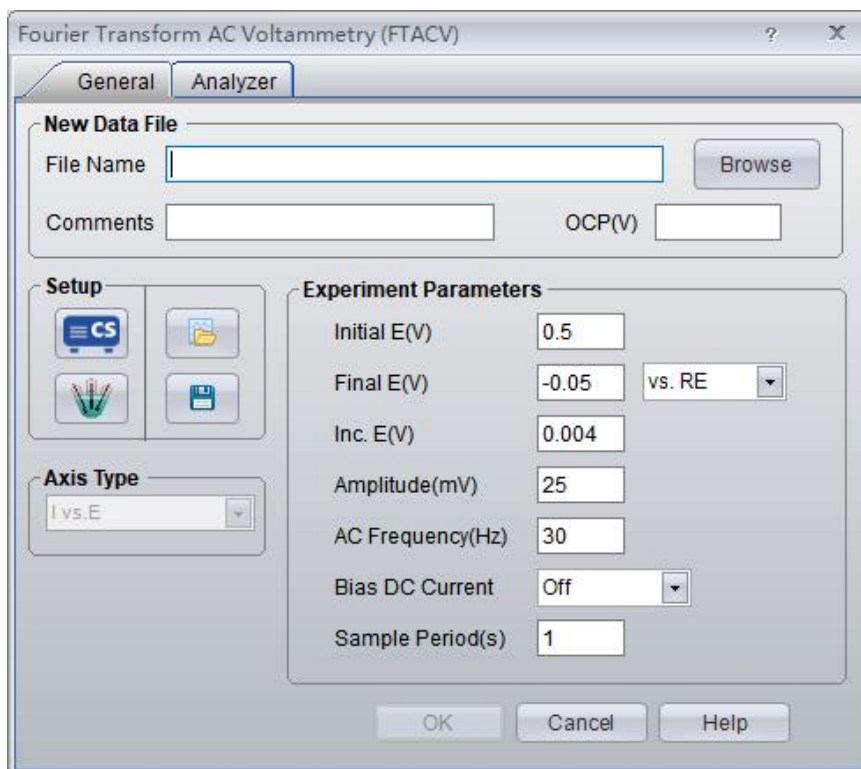 Fourier Transform AC Voltammetry (FTACV) ? X
General Analyzer
New Data File
File Name Browse
Comments OCP(V)
Setup
CS
Axis Type
I vs.E
Experiment Parameters
Initial E(V) 0.5
Final E(V) -0.05 vs. RE
Inc. E(V) 0.004
Amplitude(mV) 25
AC Frequency(Hz) 30
Bias DC Current Off
Sample Period(s) 1
OK Cancel Help